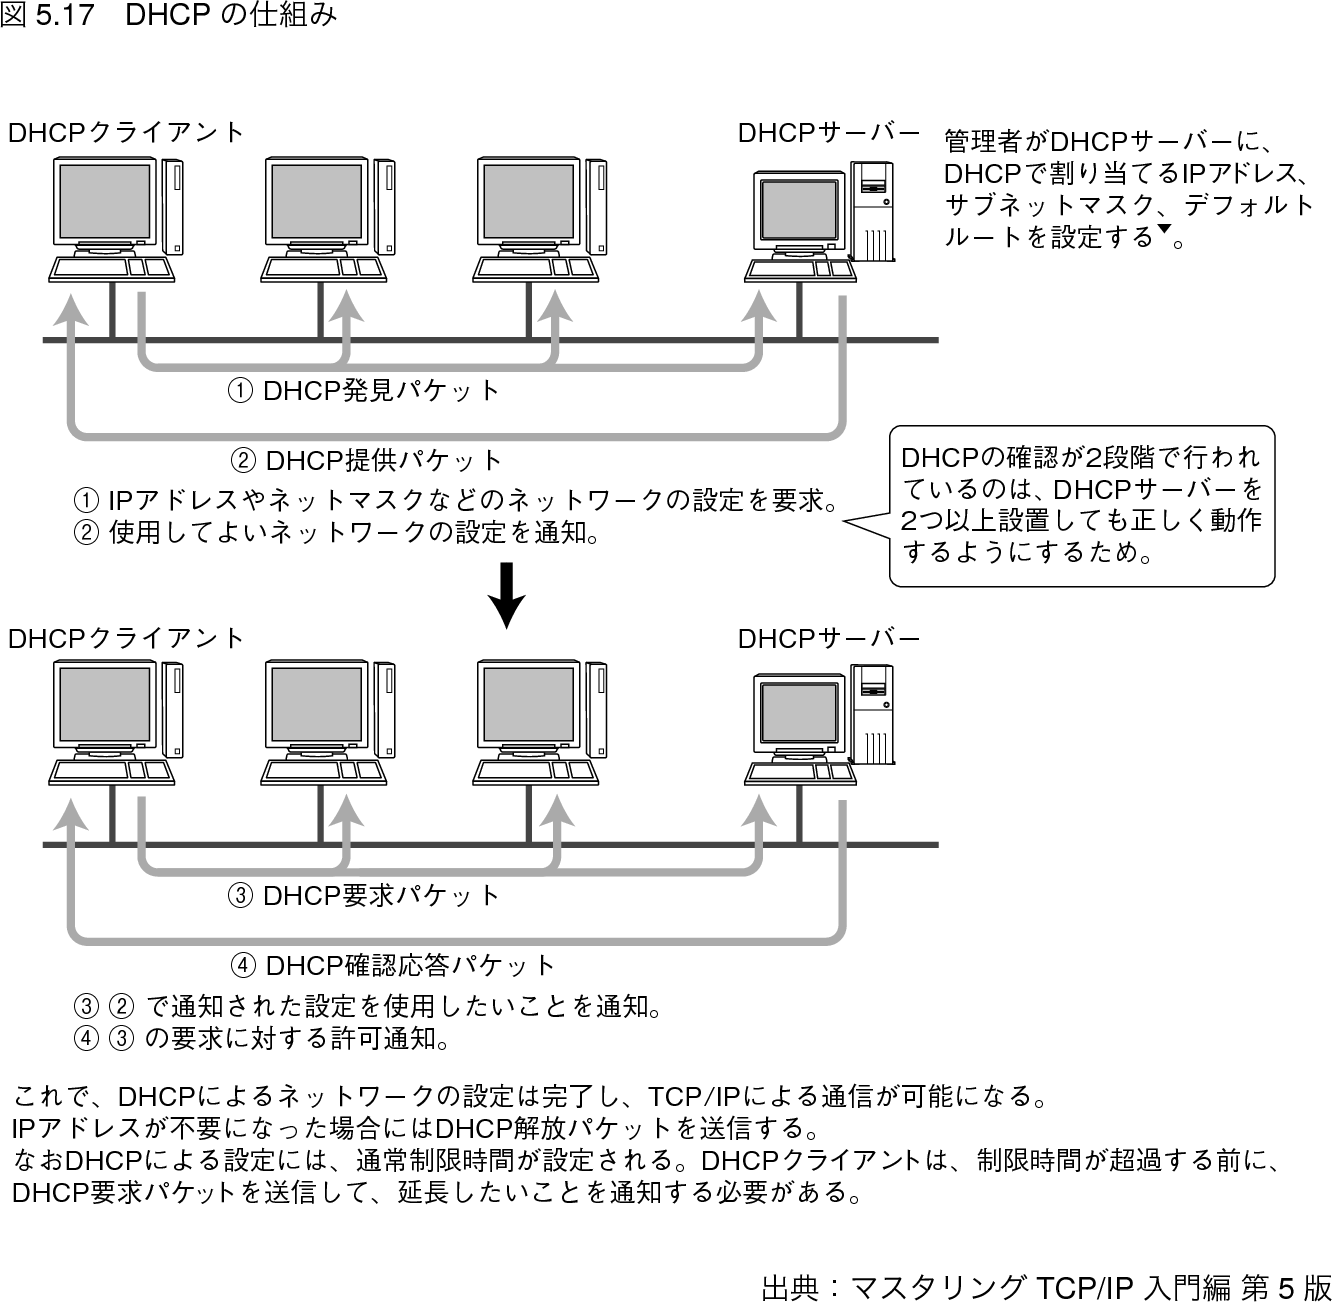 図 5.17　DHCP の仕組み
DHCPクライアント
DHCPサーバー
管理者がDHCPサーバーに、
DHCPで割り当てるIPアドレス、
サブネットマスク、デフォルト
ルートを設定する▼。
① DHCP発見パケット
② DHCP提供パケット
① IPアドレスやネットマスクなどのネットワークの設定を要求。
② 使用してよいネットワークの設定を通知。
DHCPの確認が2段階で行われ
ているのは、DHCPサーバーを
2つ以上設置しても正しく動作
するようにするため。
DHCPクライアント
DHCPサーバー
③ DHCP要求パケット
④ DHCP確認応答パケット
③ ② で通知された設定を使用したいことを通知。
④ ③ の要求に対する許可通知。
これで、DHCPによるネットワークの設定は完了し、TCP/IPによる通信が可能になる。
IPアドレスが不要になった場合にはDHCP解放パケットを送信する。
なおDHCPによる設定には、通常制限時間が設定される。DHCPクライアントは、制限時間が超過する前に、
DHCP要求パケットを送信して、延長したいことを通知する必要がある。
出典：マスタリング TCP/IP 入門編 第 5 版